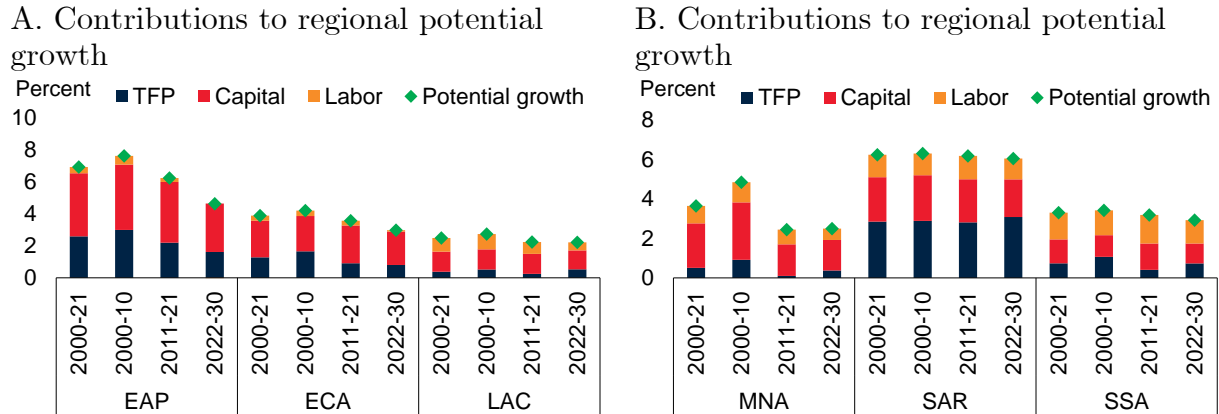 A. Contributions to regional potential
growth
Percent
TFP Capital Labor Potential growth
10
8
6
4
2
0
2000-21 2000-10 2011-21 2022-30 2000-21 2000-10 2011-21 2022-30 2000-21 2000-10 2011-21 2022-30
EAP ECA LAC
B. Contributions to regional potential
growth
Percent
TFP Capital Labor Potential growth
8
6
4
2
0
2000-21 2000-10 2011-21 2022-30 2000-21 2000-10 2011-21 2022-30 2000-21 2000-10 2011-21 2022-30
MNA SAR SSA